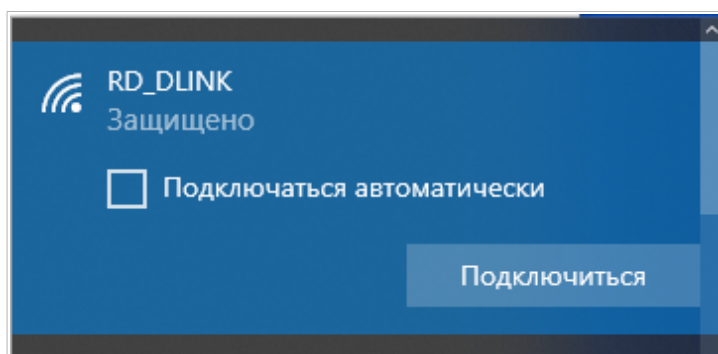 RD_DLINK
Защищено
Подключаться автоматически
Подключиться